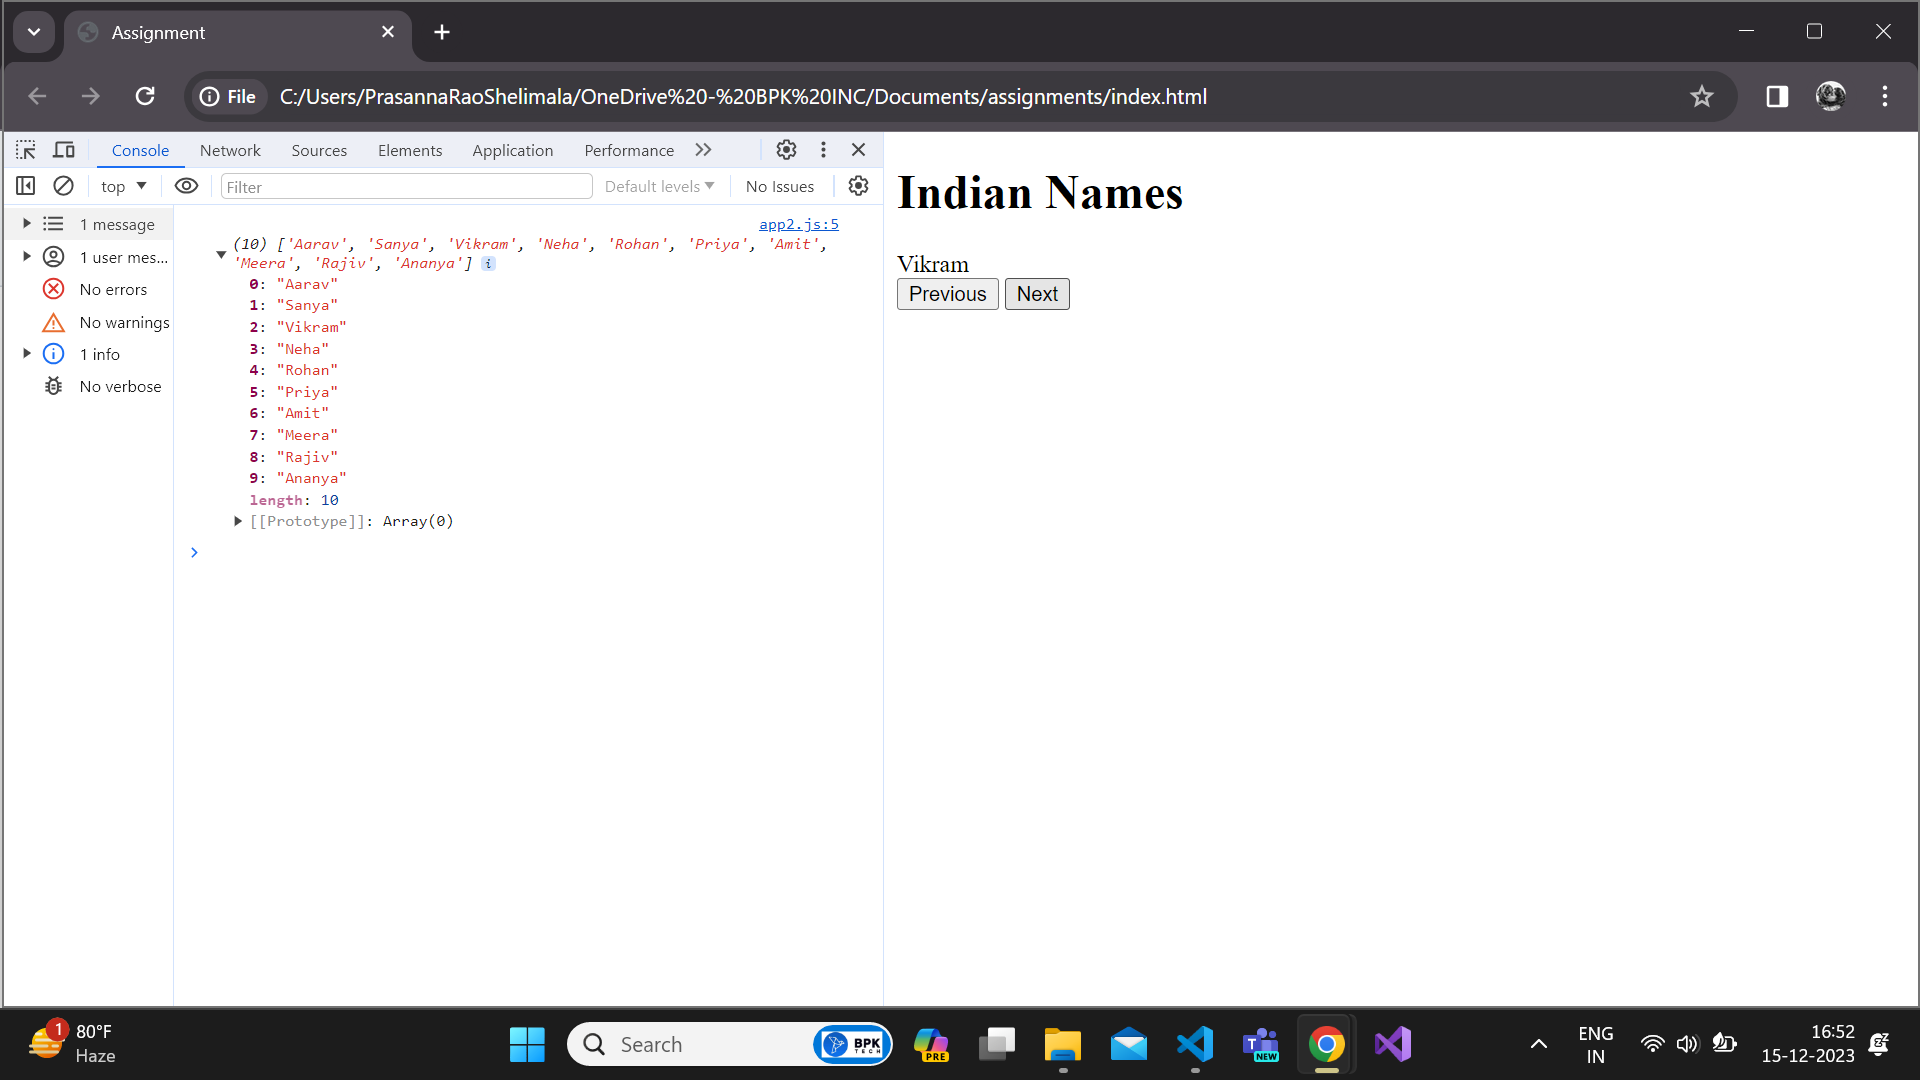 Assignment
File
C:/Users/PrasannaRaoShelimala/OneDrive%20-%20BPK%20INC/Documents/assignments/index.html
Console Network Sources Elements Application Performance
top Filter Default levels No Issues
1 message
1 user mes...
No errors
No warnings
1 info
No verbose
app2.js:5
(10) ['Aarav', 'Sanya', 'Vikram', 'Neha', 'Rohan', 'Priya', 'Amit',
'Meera', 'Rajiv', 'Ananya'] i
0: "Aarav"
1: "Sanya"
2: "Vikram"
3: "Neha"
4: "Rohan"
5: "Priya"
6: "Amit"
7: "Meera"
8: "Rajiv"
9: "Ananya"
length: 10
[[Prototype]]: Array(0)
Indian Names
Vikram
Previous Next
1
80°F
Haze
Search
BPK
TECH
PRE
T
NEW
ENG
IN
16:52
15-12-2023